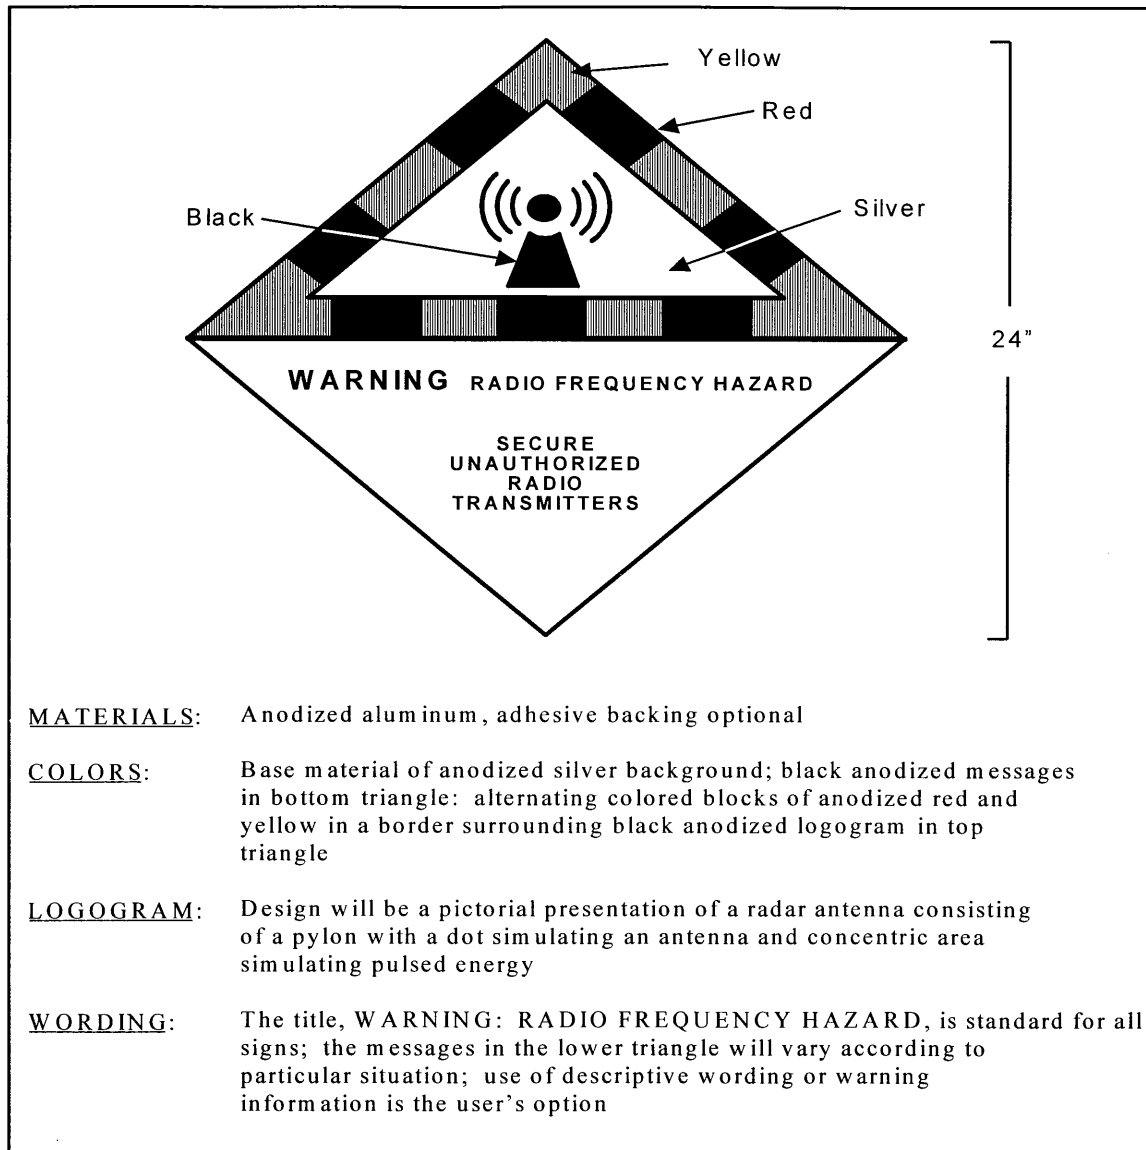 Yellow
Red
Black
Silver
24”
WARNING RADIO FREQUENCY HAZARD
SECURE
UNAUTHORIZED
RADIO
TRANSMITTERS
MATERIALS: Anodized aluminum, adhesive backing optional
COLORS: Base material of anodized silver background; black anodized messages
in bottom triangle: alternating colored blocks of anodized red and
yellow in a border surrounding black anodized logogram in top
triangle
LOGOGRAM: Design will be a pictorial presentation of a radar antenna consisting
of a pylon with a dot simulating an antenna and concentric area
simulating pulsed energy
WORDING: The title, WARNING: RADIO FREQUENCY HAZARD, is standard for all
signs; the messages in the lower triangle will vary according to
particular situation; use of descriptive wording or warning
information is the user's option